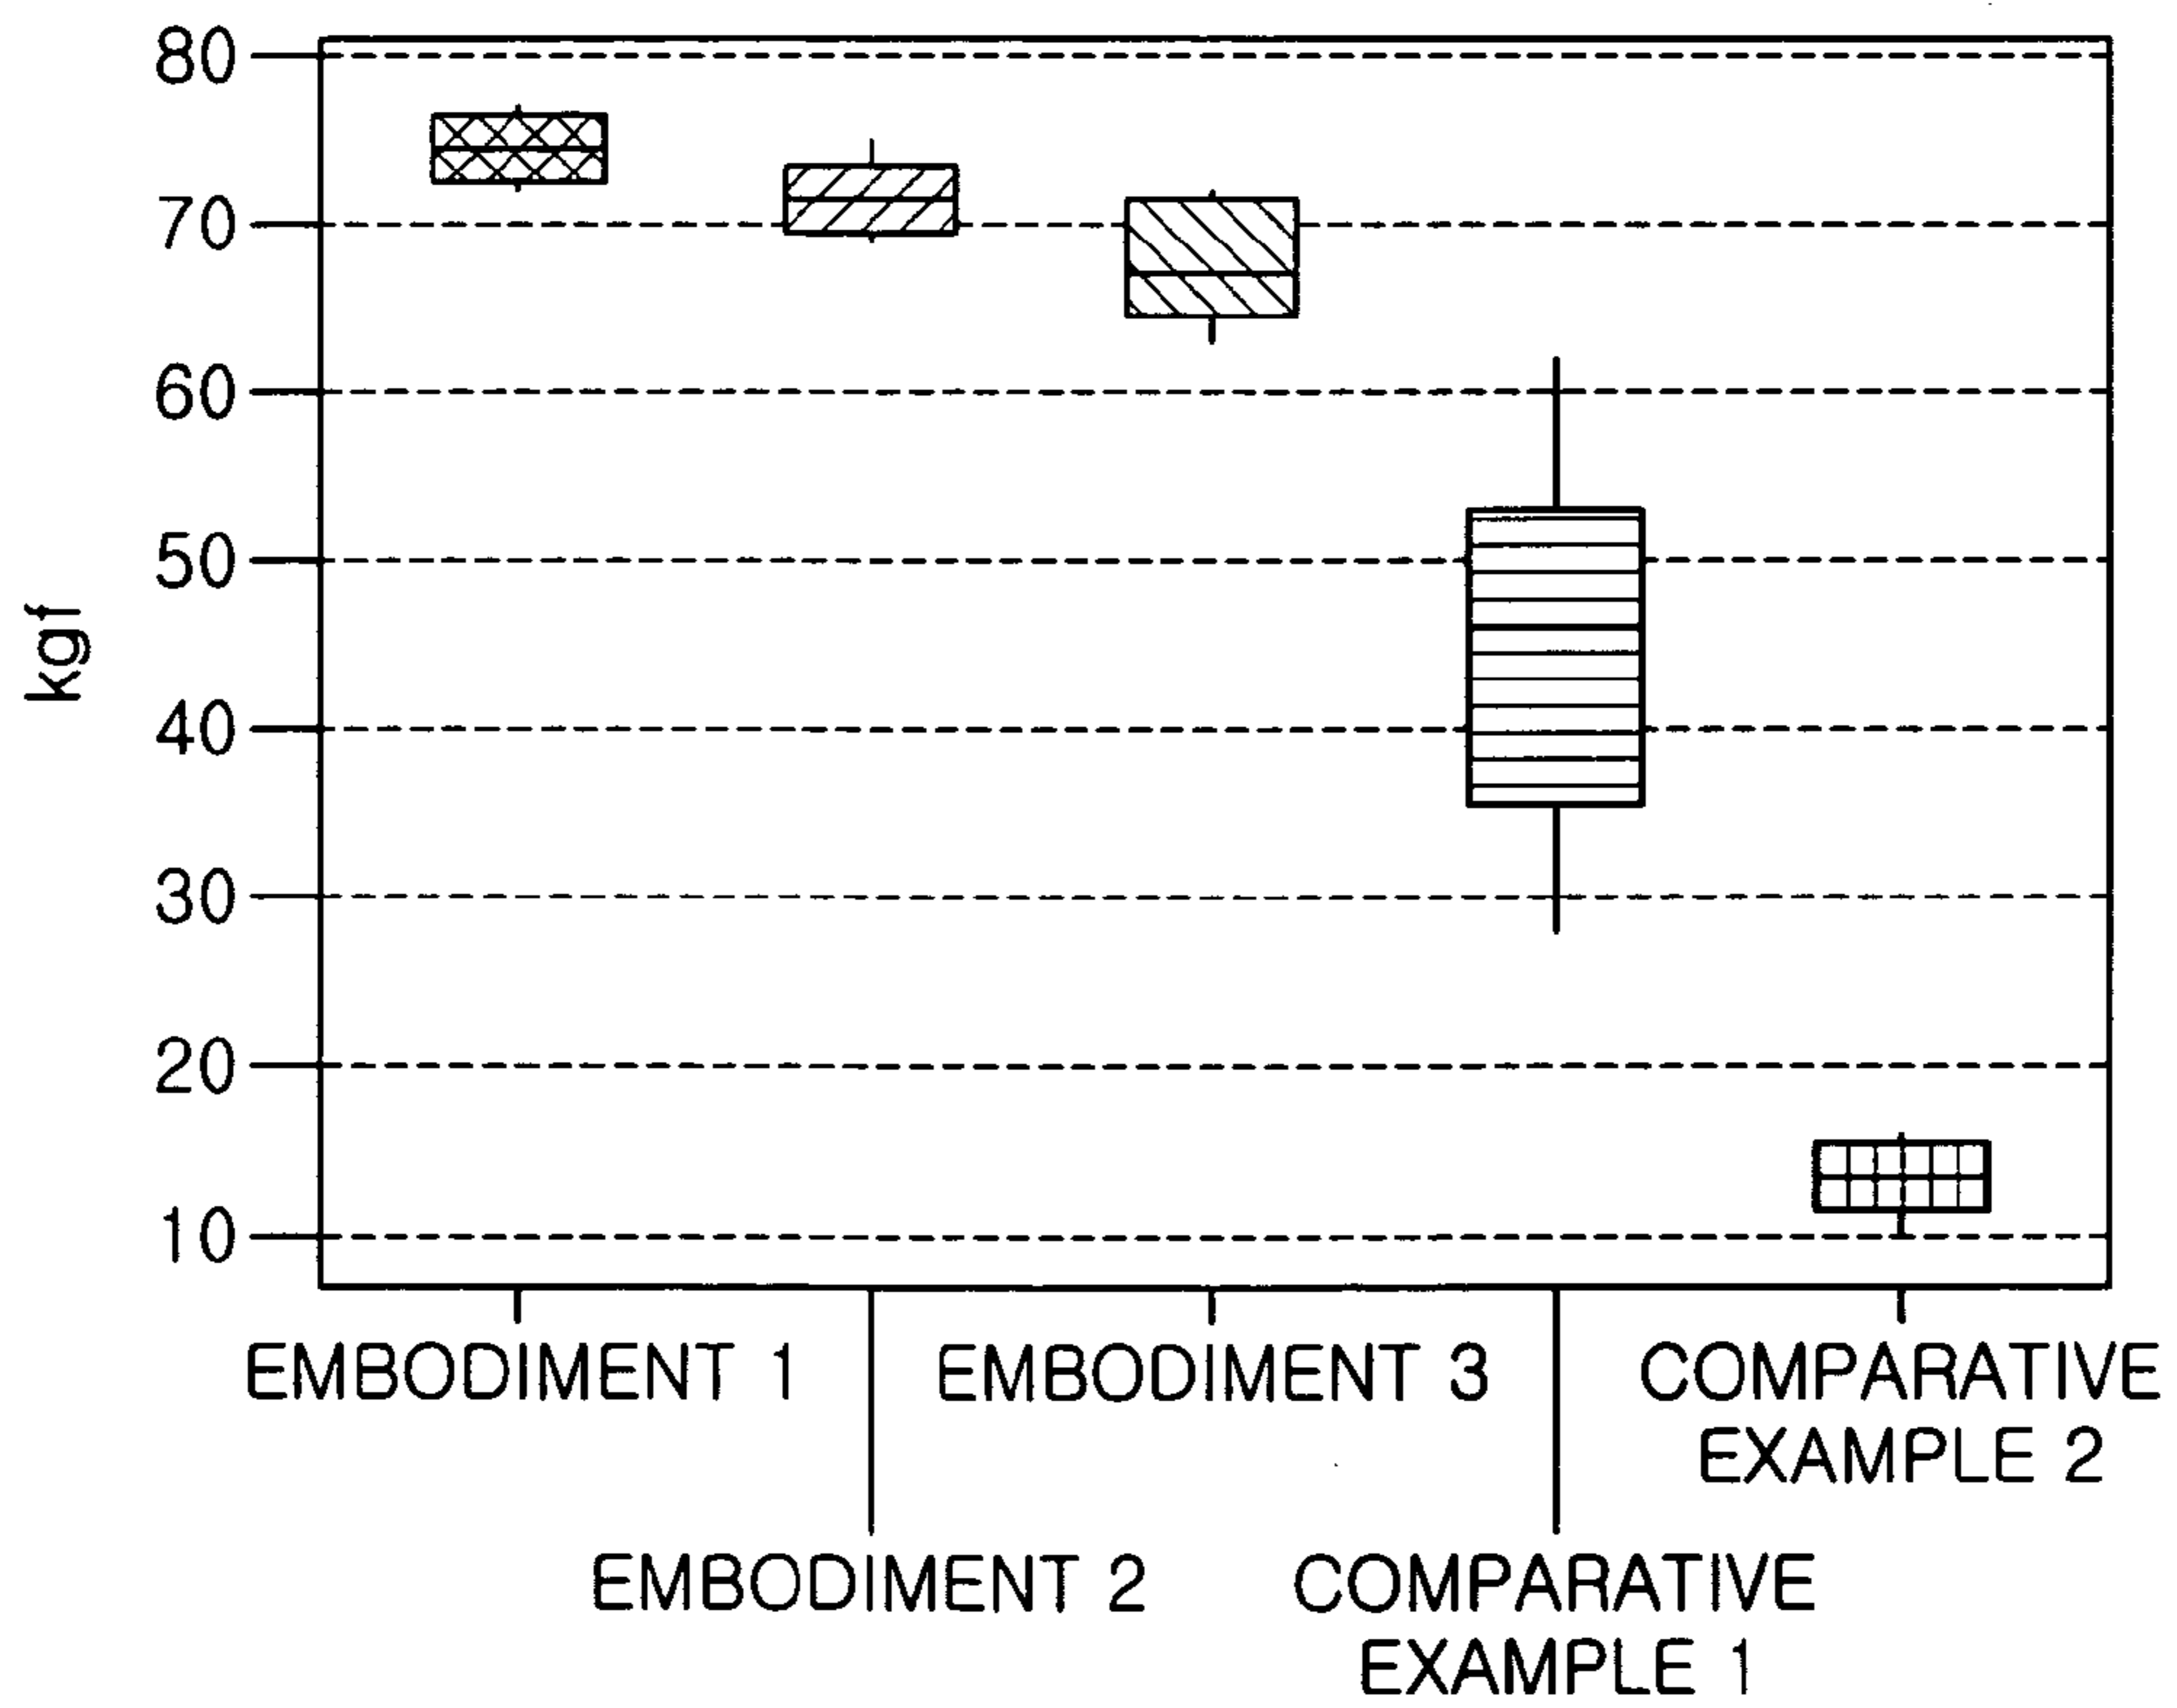 80
70
60
50
40
30
20
10
kgf
EMBODIMENT 1
EMBODIMENT 3
COMPARATIVE
EXAMPLE 2
EMBODIMENT 2
COMPARATIVE
EXAMPLE 1